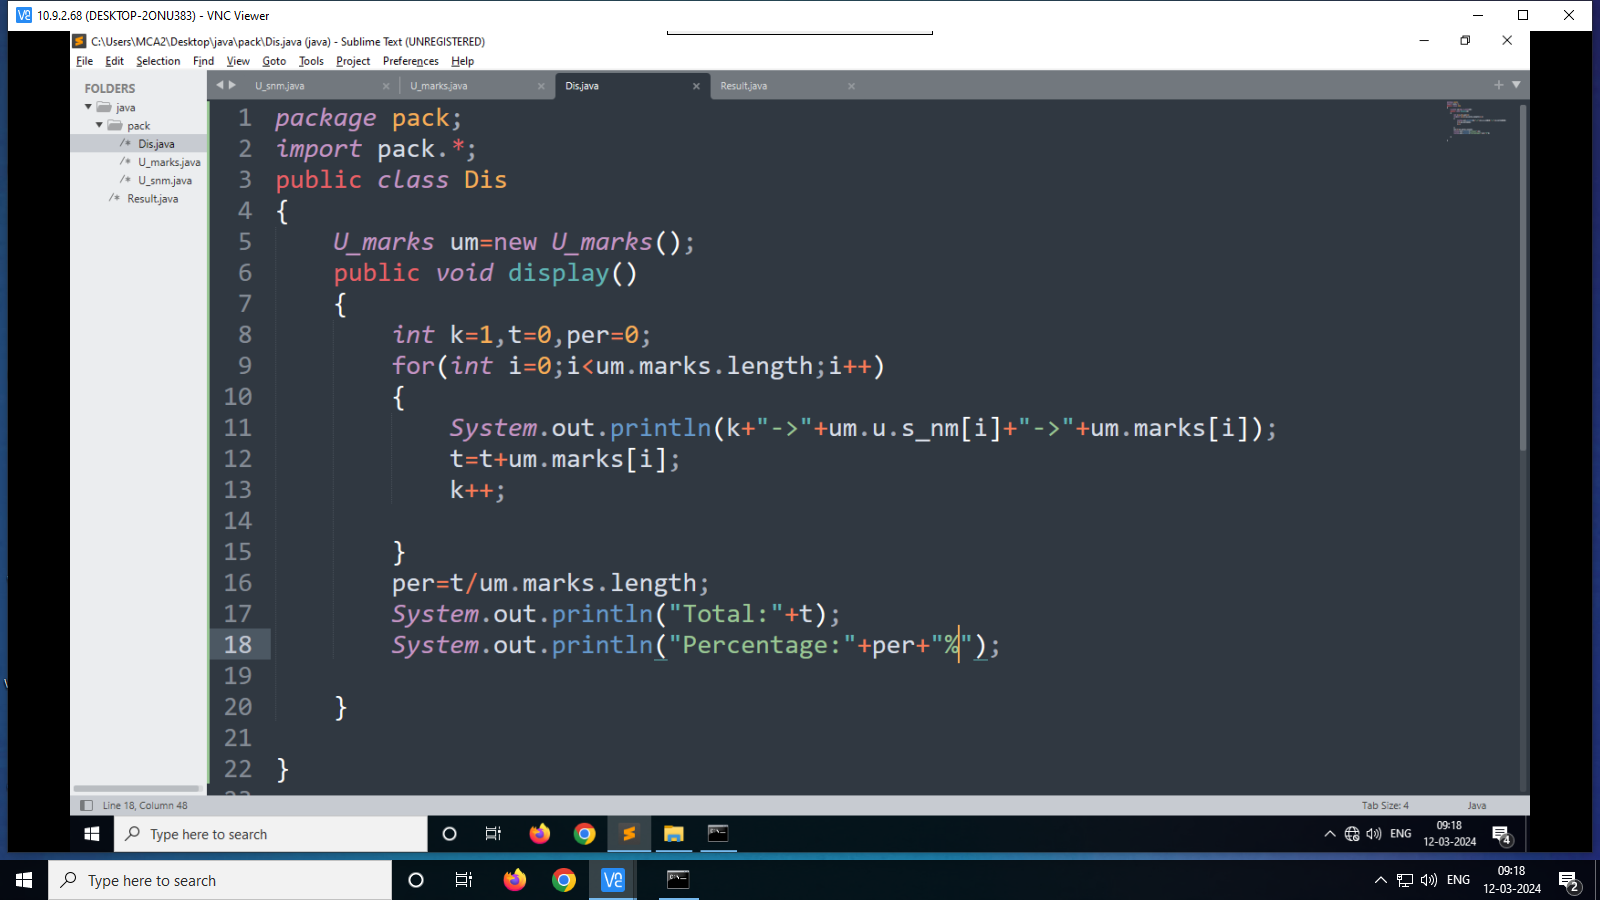 10.9.2.68 (DESKTOP-2ONU383) - VNC Viewer
C:\Users\MCA2\Desktop\java\pack\Dis.java (java) - Sublime Text (UNREGISTERED)
File Edit Selection Find View Goto Tools Project Preferences Help
FOLDERS
java
pack
/* Dis.java
/* U_marks.java
/* U_snm.java
/* Result.java
U_snm.java
U_marks.java
Dis.java
Result.java
1 package pack;
2 import pack.*;
3 public class Dis
4 {
5 U_marks um=new U_marks();
6 public void display()
7 {
8 int k=1,t=0,per=0;
9 for(int i=0;i<um.marks.length;i++)
10 {
11 System.out.println(k+"->"+um.u.s_nm[i]+"->"+um.marks[i]);
12 t=t+um.marks[i];
13 k++;
14
15 }
16 per=t/um.marks.length;
17 System.out.println("Total:"+t);
18 System.out.println("Percentage:"+per+"%");
19
20 }
21
22 }
23
Line 18, Column 48
Tab Size: 4
Java
Type here to search
ENG
09:18
12-03-2024
4
Type here to search
ENG
09:18
12-03-2024
2